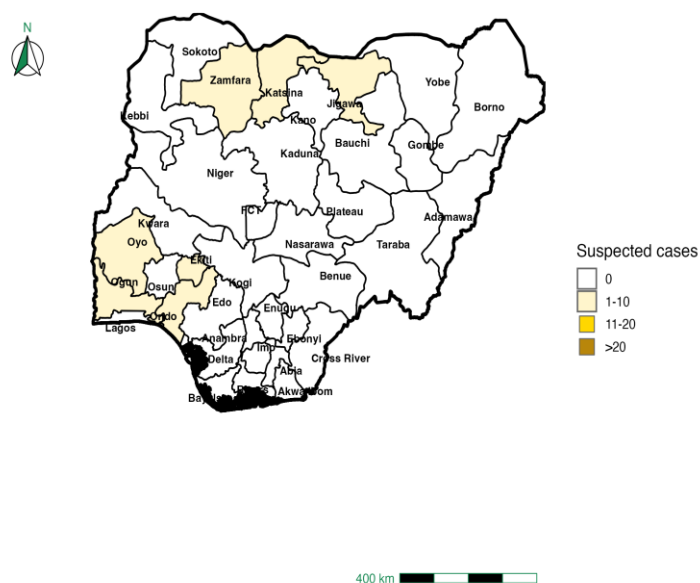 N
Sokoto
Zamfara
Katsina
Jigawa
Yobe
Borno
Kebbi
Kano
Bauchi
Gombe
Kaduna
Niger
FCT
Plateau
Adamawa
Kwara
Oyo
Nasarawa
Taraba
Ekiti
Ogun
Osun
Kogi
Benue
Edo
Enugu
Ondo
Lagos
Anambra
Ebonyi
Imo
Delta
Cross River
Abia
Rivers
Akwa Ibom
Bayelsa
Suspected cases
0
1-10
11-20
>20
400 km